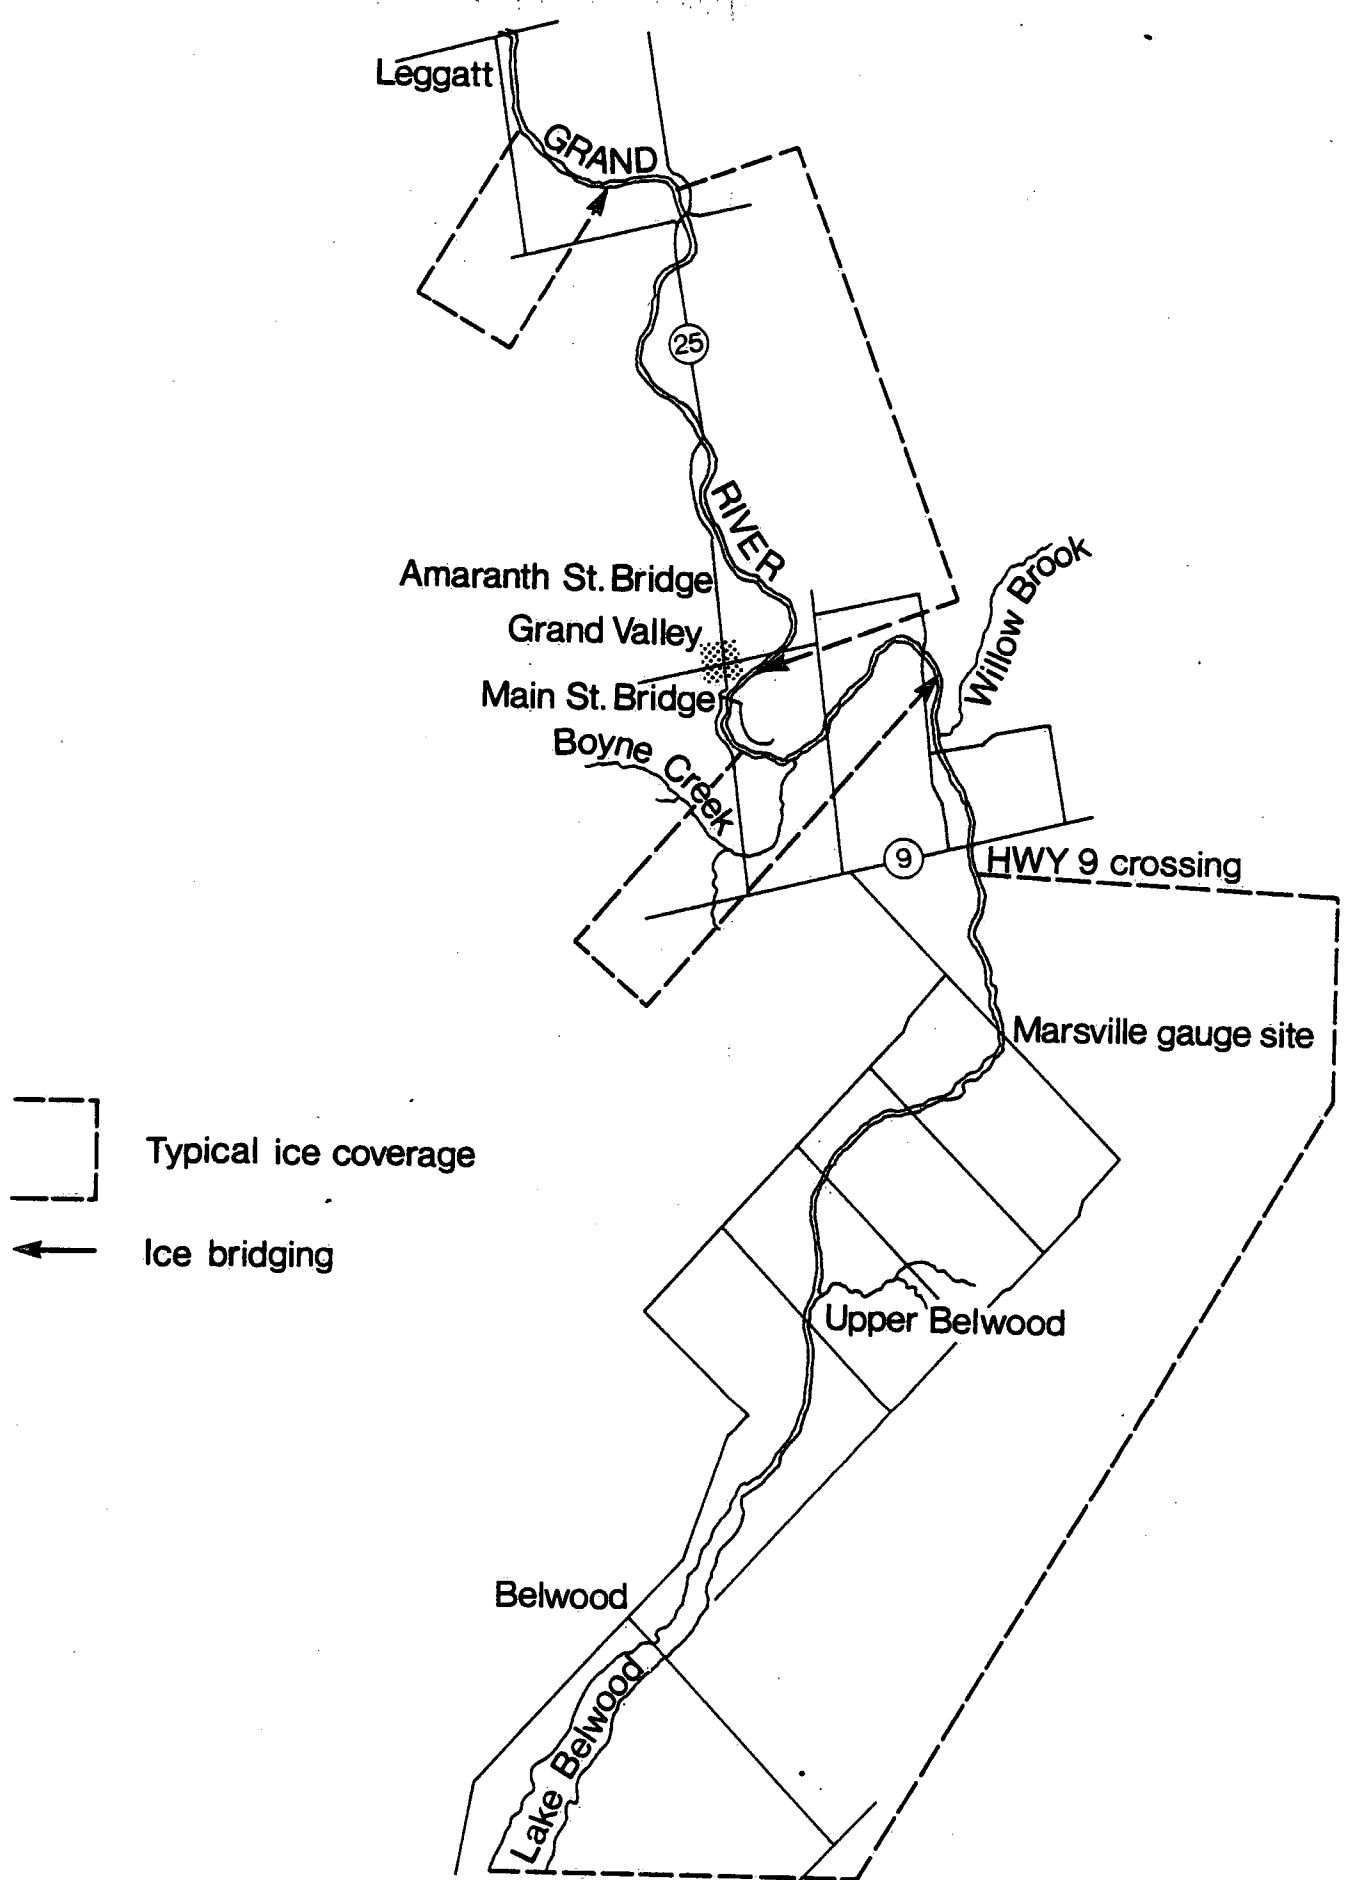 Leggatt
GRAND
25
RIVER
Amaranth St. Bridge
Grand Valley
Willow Brook
Main St. Bridge
Boyne Creek
9
HWY 9 crossing
Marsville gauge site
Typical ice coverage
Ice bridging
Upper Belwood
Belwood
Lake Belwood